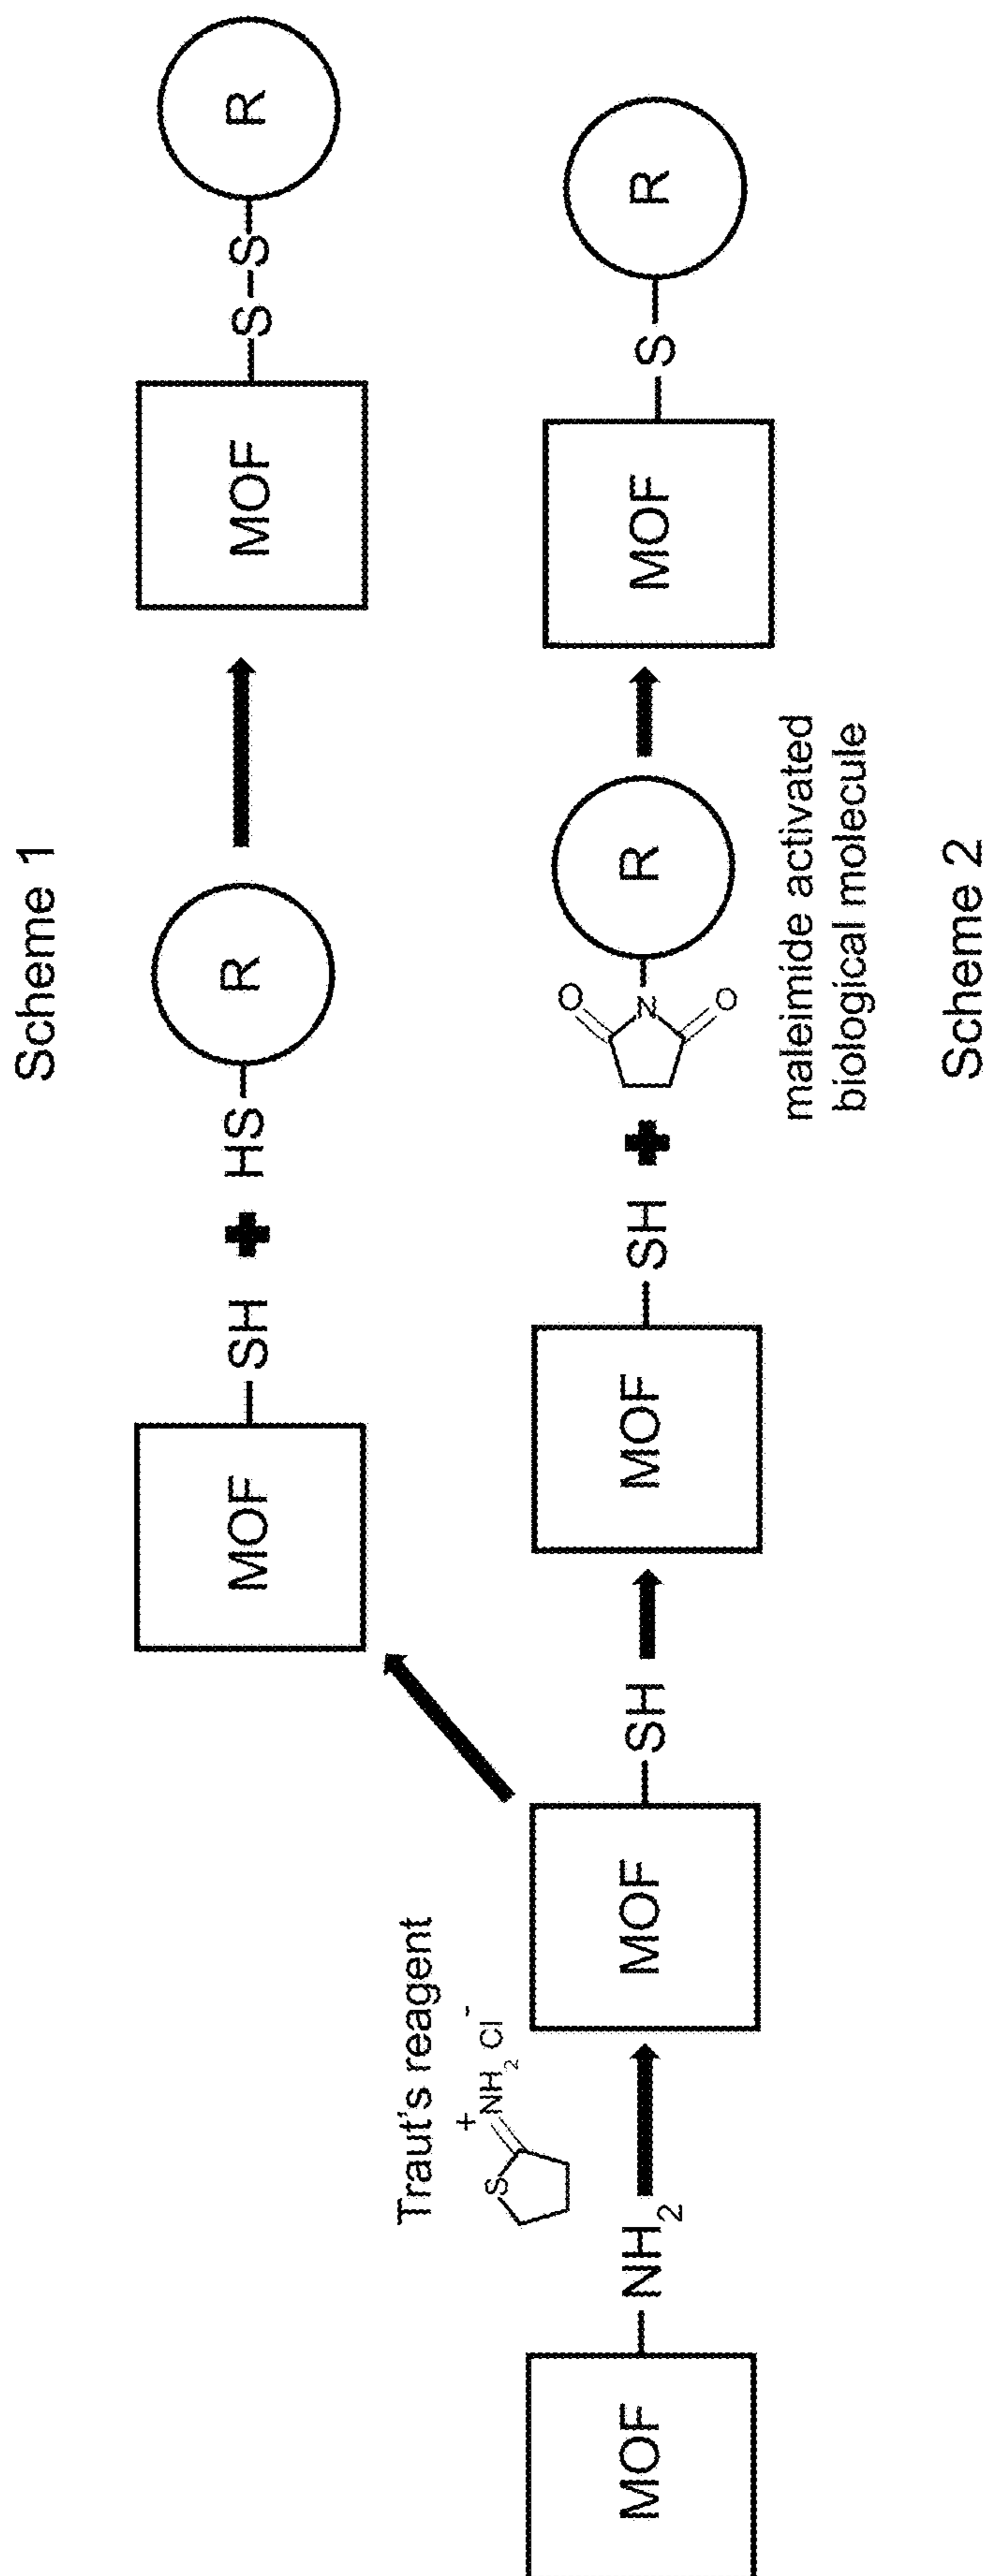 Scheme 1
MOF–SH + HS–R
MOF–S–S–R
Traut's reagent
S
+
NH2 Cl-
MOF–NH2
MOF–SH
MOF–SH + O N O R
MOF–S–R
maleimide activated
biological molecule
Scheme 2